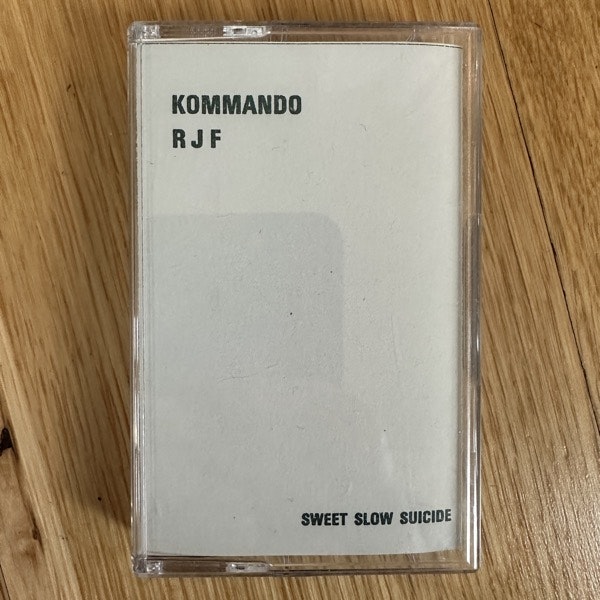 KOMMANDO
RJF
SWEET SLOW SUICIDE